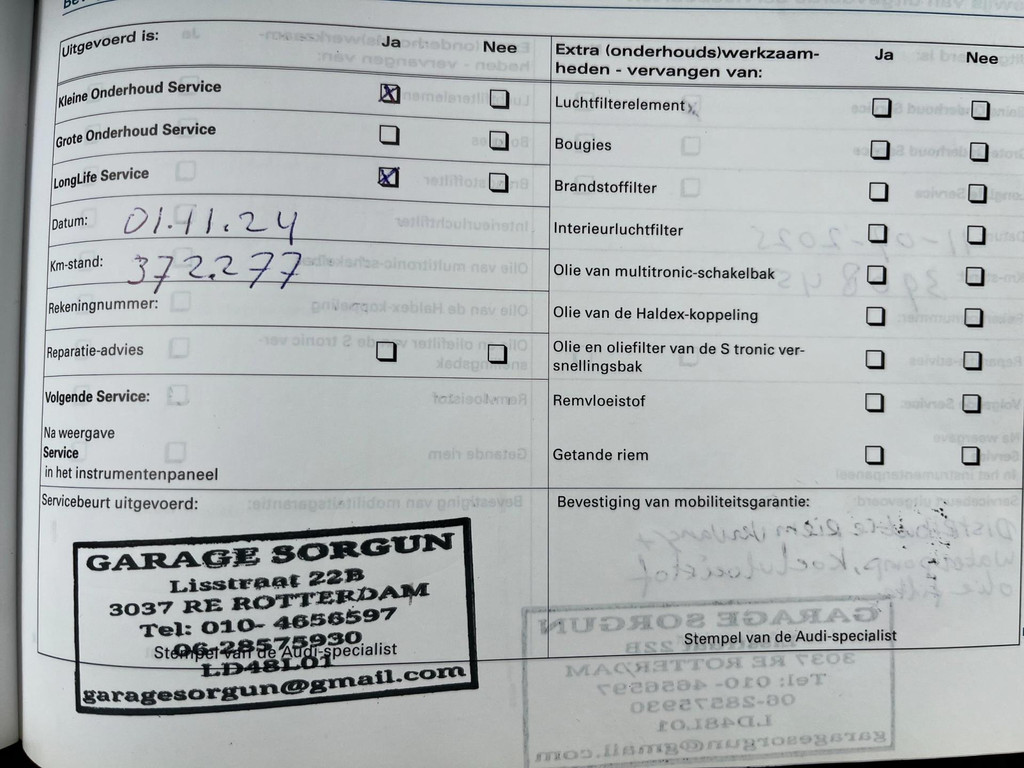 Uitgevoerd is: Ja Nee
Kleine Onderhoud Service
Grote Onderhoud Service
LongLife Service
Datum: 01.11.24
Km-stand: 372.277
Rekeningnummer:
Reparatie-advies
Volgende Service:
Na weergave
Service
in het instrumentenpaneel
Servicebeurt uitgevoerd:
GARAGE SORGUN
Lisstraat 22B
3037 RE ROTTERDAM
Tel: 010- 4656597
06-28575930
Stempel van de Audi-specialist
LD48L01
garagesorgun@gmail.com
Extra (onderhouds)werkzaam-
heden - vervangen van: Ja Nee
Luchtfilterelement
Bougies
Brandstoffilter
Interieurluchtfilter
Olie van multitronic-schakelbak
Olie van de Haldex-koppeling
Olie en oliefilter van de S tronic ver-
snellingsbak
Remvloeistof
Getande riem
Bevestiging van mobiliteitsgarantie:
Stempel van de Audi-specialist